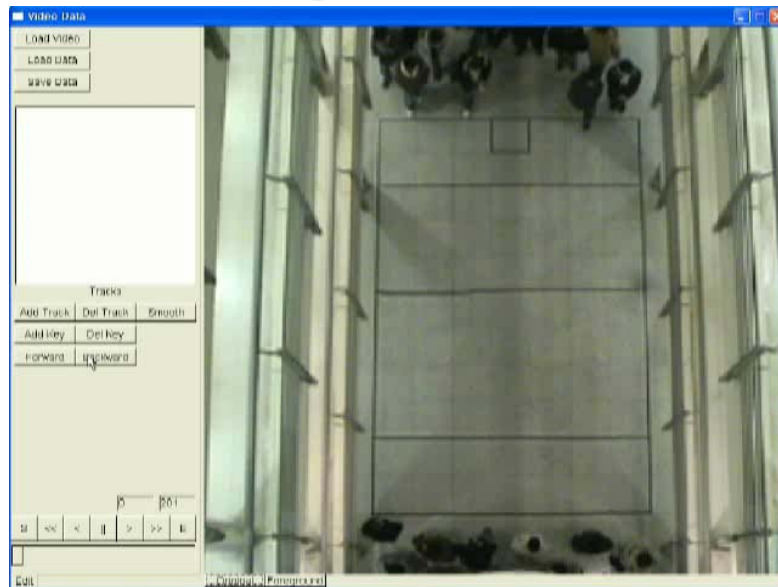 Video Data
Load Video
Load Data
Save Data
Tracks
Add Track Del Track Smooth
Add Key Del Key
Forward Backward
0 201
<< < || > >>
Edit Original Foreground